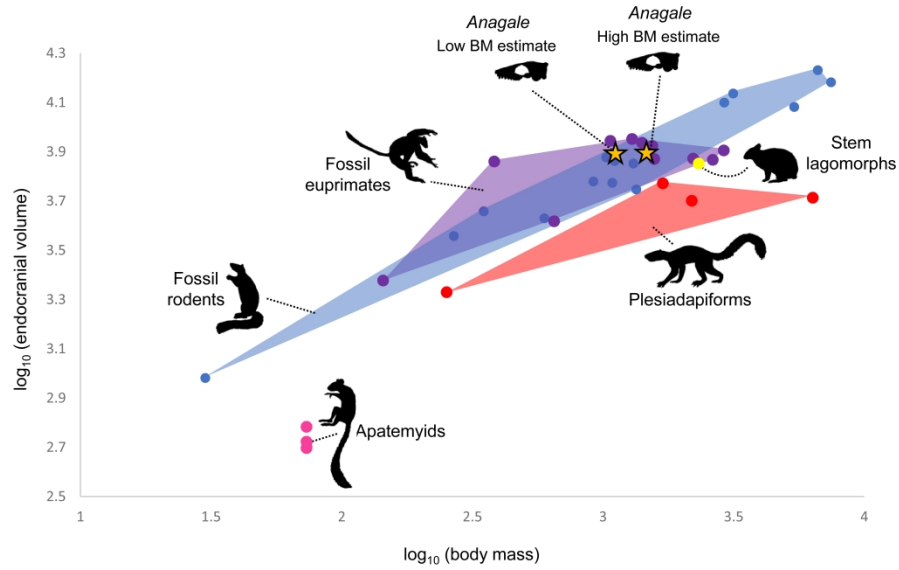 Anagale
Low BM estimate
Anagale
High BM estimate
4.3
4.1
3.9
3.7
3.5
3.3
3.1
2.9
2.7
2.5
log10 (endocranial volume)
Fossil
euprimates
Stem
lagomorphs
Fossil
rodents
Plesiadapiforms
Apatemyids
1
1.5
2
2.5
3
3.5
4
log10 (body mass)